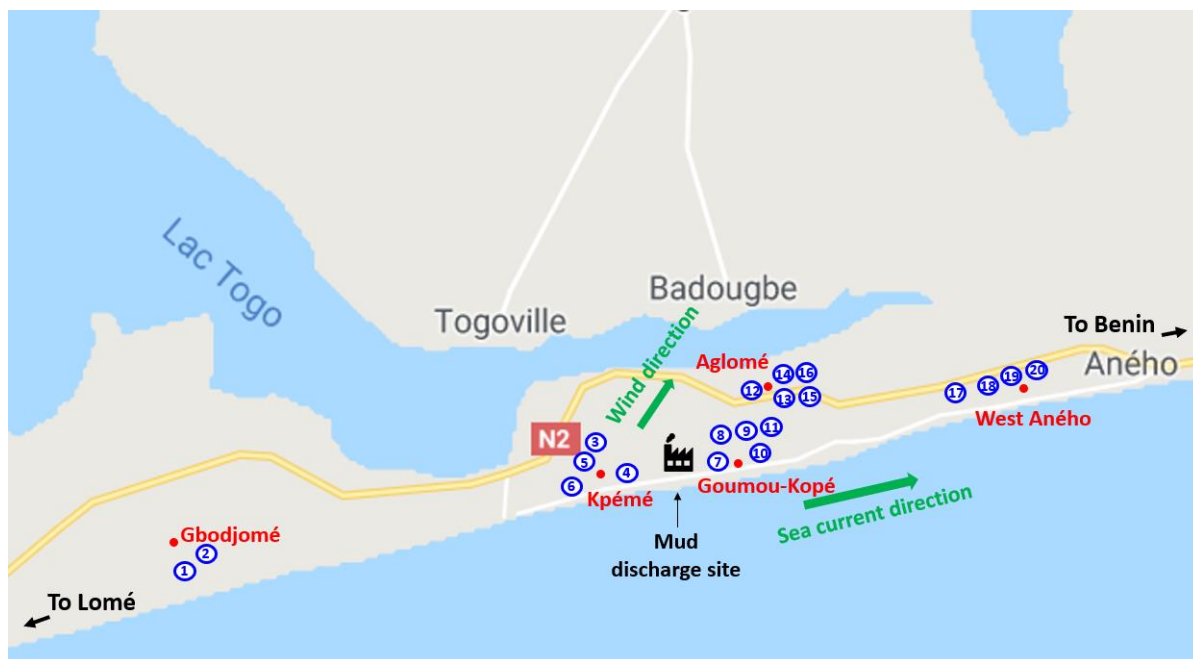 Lac Togo
Togoville
Badougbe
To Benin
Aného
Wind direction
Aglomé
14
16
12
13
15
17
18
19
20
West Aného
N2
3
5
4
6
Kpémé
8
9
11
7
10
Goumou-Kopé
Sea current direction
Mud
discharge site
Gbodjomé
2
1
To Lomé